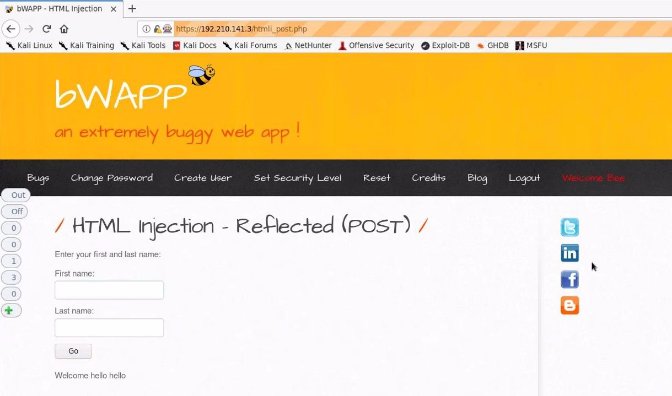 bWAPP - HTML Injection
https://192.210.141.3/htmli_post.php
Kali Linux Kali Training Kali Tools Kali Docs Kali Forums NetHunter Offensive Security Exploit-DB GHDB MSFU
bWAPP
an extremely buggy web app !
Bugs Change Password Create User Set Security Level Reset Credits Blog Logout Welcome Bee
Out
Off
0
0
1
3
0
/ HTML Injection - Reflected (POST) /
Enter your first and last name:
First name:
Last name:
Go
Welcome hello hello